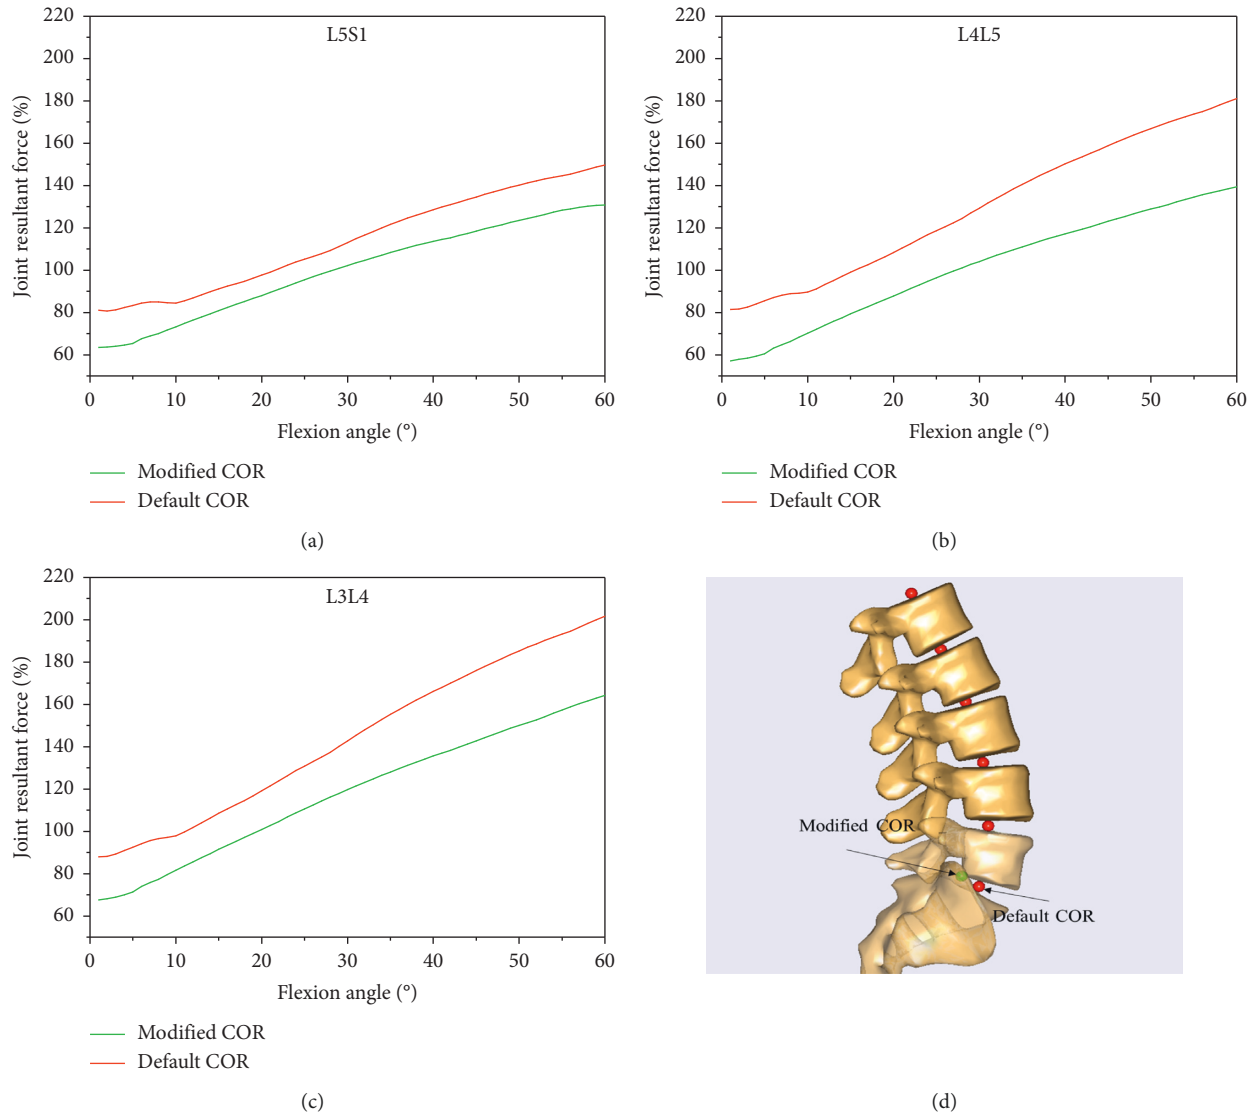 L5S1
Joint resultant force (%)
220
200
180
160
140
120
100
80
60
0 10 20 30 40 50 60
Flexion angle (°)
Modified COR
Default COR
(a)
L4L5
Joint resultant force (%)
220
200
180
160
140
120
100
80
60
0 10 20 30 40 50 60
Flexion angle (°)
Modified COR
Default COR
(b)
L3L4
Joint resultant force (%)
220
200
180
160
140
120
100
80
60
0 10 20 30 40 50 60
Flexion angle (°)
Modified COR
Default COR
(c)
Modified COR
Default COR
(d)